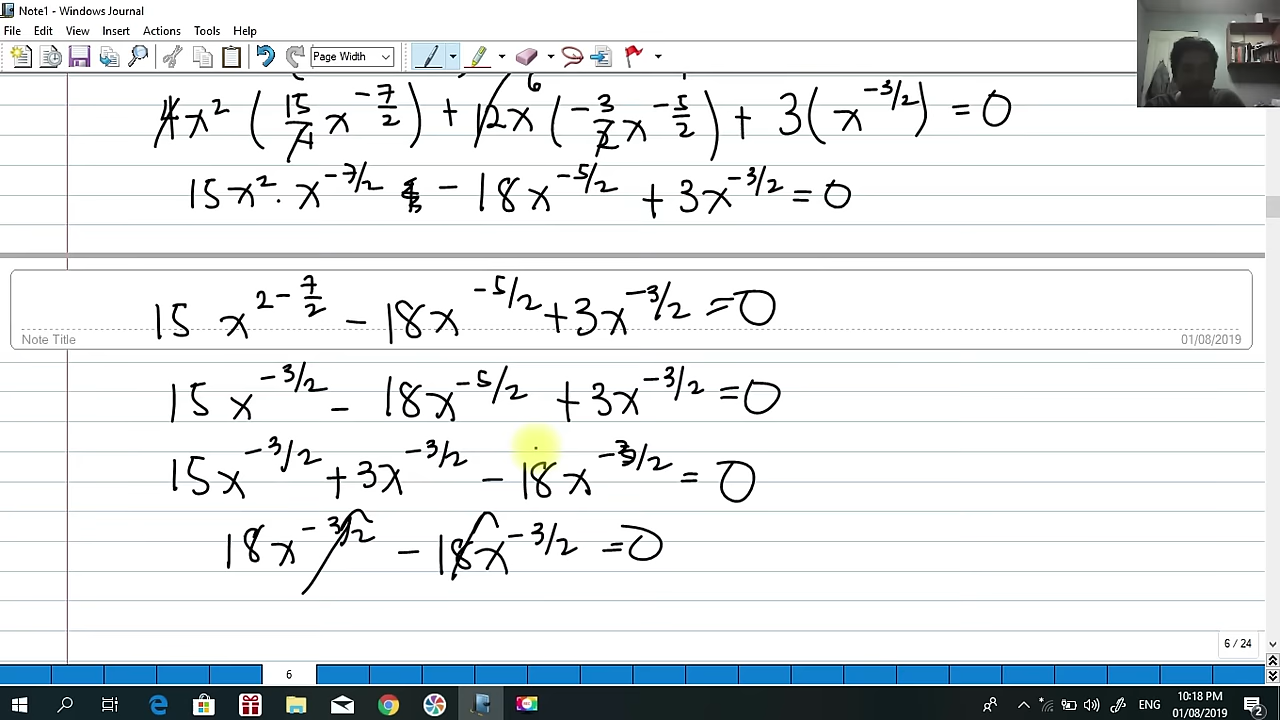 Note1 - Windows Journal
File Edit View Insert Actions Tools Help
Page Width
4x² (15/4 x^(-7/2)) + 12x (-3/2 x^(-5/2)) + 3(x^(-3/2)) = 0
6
15x² · x^(-7/2) - 18x^(-5/2) + 3x^(-3/2) = 0
15 x^(2 - 7/2) - 18x^(-5/2) + 3x^(-3/2) = 0
Note Title 01/08/2019
15x^(-3/2) - 18x^(-5/2) + 3x^(-3/2) = 0
15x^(-3/2) + 3x^(-3/2) - 18x^(-3/2) = 0
18x^(-3/2) - 18x^(-3/2) = 0
6 / 24
6
ENG
10:18 PM
01/08/2019
2